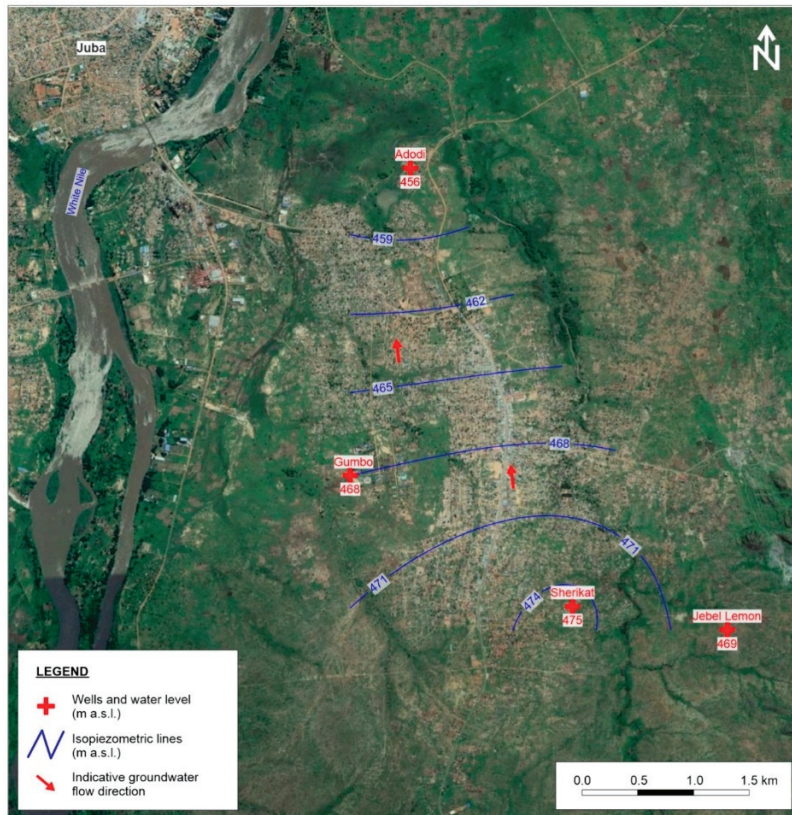 Juba
N
White Nile
Adodi
456
459
462
465
468
Gumbo
468
471
471
474
Sherikat
475
Jebel Lemon
469
LEGEND
Wells and water level
(m a.s.l.)
Isopiezometric lines
(m a.s.l.)
Indicative groundwater
flow direction
0.0 0.5 1.0 1.5 km